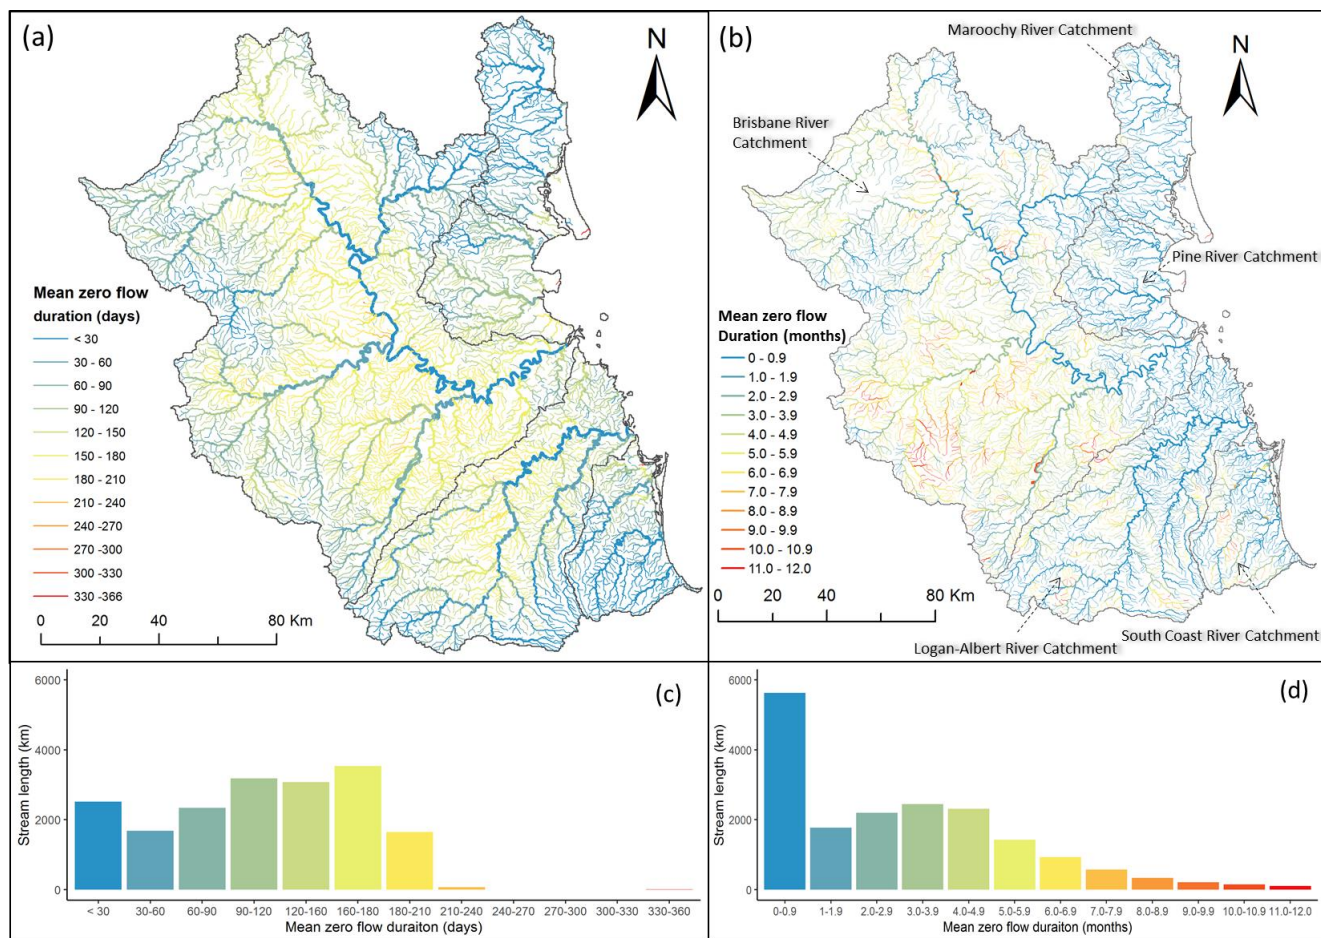 (a)
N
Mean zero flow
duration (days)
< 30
30 - 60
60 - 90
90 - 120
120 - 150
150 - 180
180 - 210
210 - 240
240 -270
270 -300
300 -330
330 -366
0 20 40 80 Km
(b)
Maroochy River Catchment
N
Brisbane River
Catchment
Pine River Catchment
Mean zero flow
Duration (months)
0 - 0.9
1.0 - 1.9
2.0 - 2.9
3.0 - 3.9
4.0 - 4.9
5.0 - 5.9
6.0 - 6.9
7.0 - 7.9
8.0 - 8.9
9.0 - 9.9
10.0 - 10.9
11.0 - 12.0
0 20 40 80 Km
South Coast River Catchment
Logan-Albert River Catchment
(c)
Stream length (km)
6000
4000
2000
0
< 30 30-60 60-90 90-120 120-160 160-180 180-210 210-240 240-270 270-300 300-330 330-360
Mean zero flow duraiton (days)
(d)
Stream length (km)
6000
4000
2000
0
0-0.9 1-1.9 2.0-2.9 3.0-3.9 4.0-4.9 5.0-5.9 6.0-6.9 7.0-7.9 8.0-8.9 9.0-9.9 10.0-10.9 11.0-12.0
Mean zero flow duraiton (months)